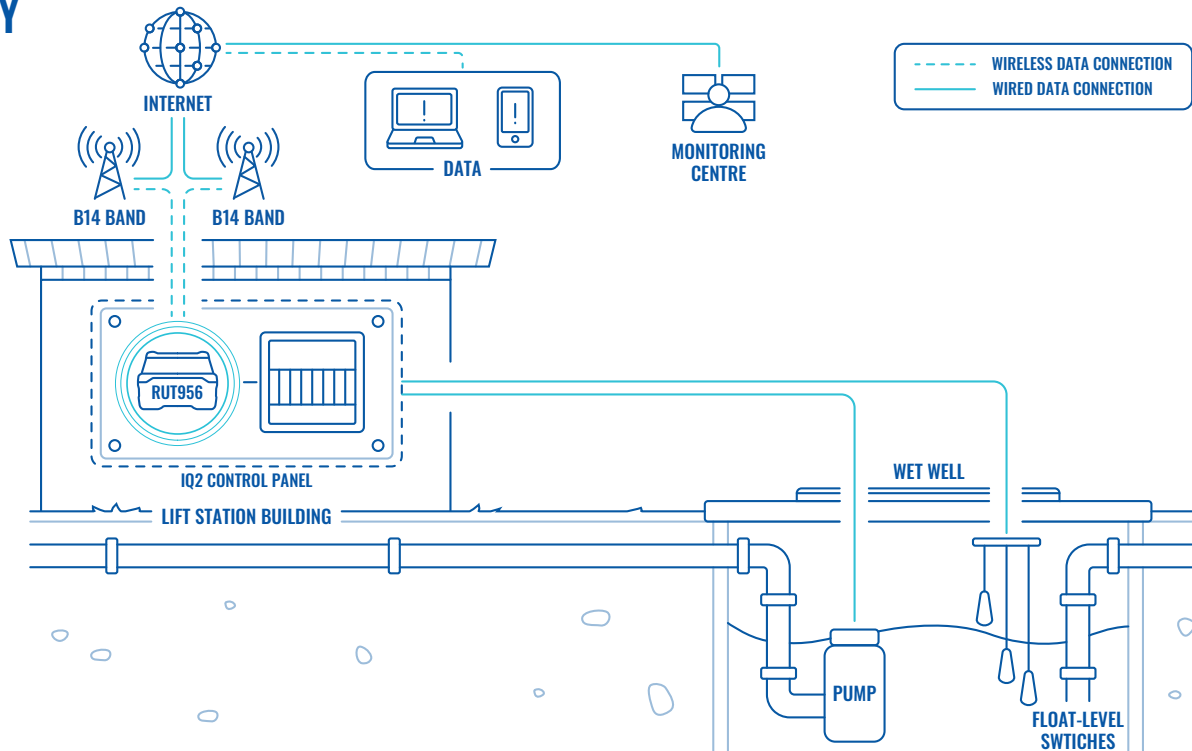 Y
INTERNET
DATA
MONITORING
CENTRE
WIRELESS DATA CONNECTION
WIRED DATA CONNECTION
B14 BAND
B14 BAND
RUT956
IQ2 CONTROL PANEL
LIFT STATION BUILDING
WET WELL
PUMP
FLOAT-LEVEL
SWTICHES